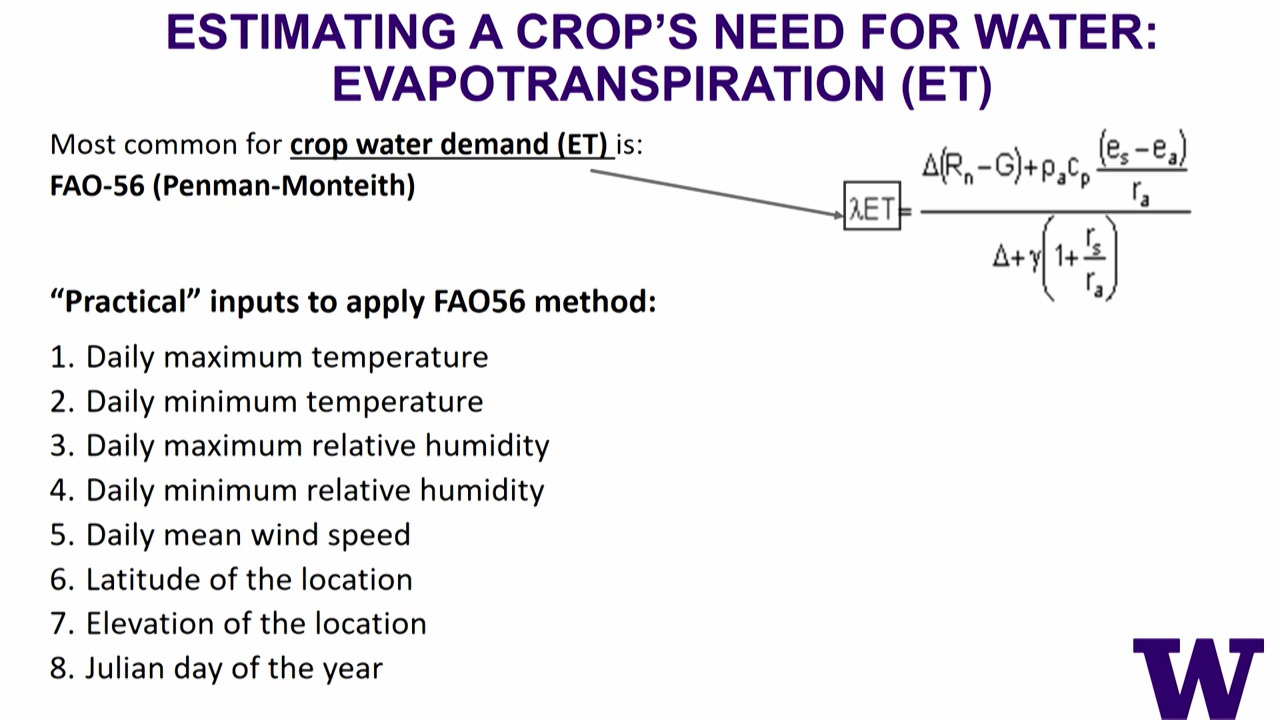 ESTIMATING A CROP’S NEED FOR WATER:
EVAPOTRANSPIRATION (ET)
Most common for crop water demand (ET) is:
FAO-56 (Penman-Monteith)
λET = (Δ(Rn−G)+ρacp (es−ea)/ra) / (Δ+γ(1+rs/ra))
“Practical” inputs to apply FAO56 method:
1. Daily maximum temperature
2. Daily minimum temperature
3. Daily maximum relative humidity
4. Daily minimum relative humidity
5. Daily mean wind speed
6. Latitude of the location
7. Elevation of the location
8. Julian day of the year
W